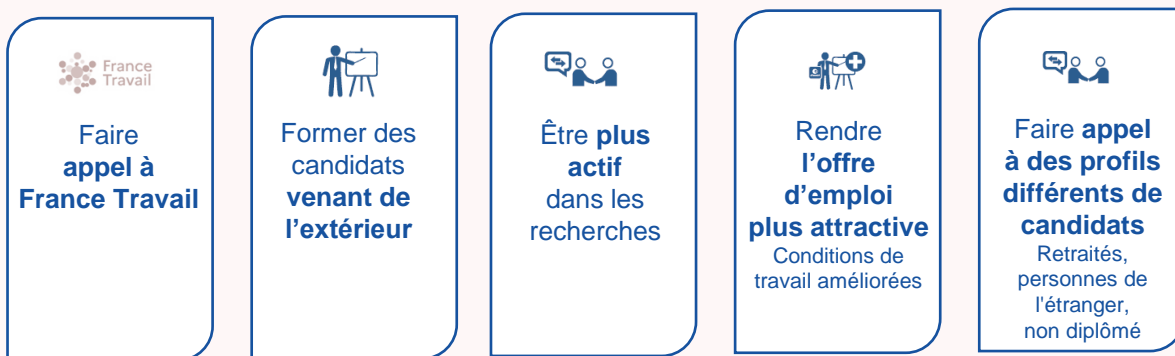 France
Travail
Faire
appel à
France Travail
Former des
candidats
venant de
l'extérieur
Être plus
actif
dans les
recherches
Rendre
l'offre
d'emploi
plus attractive
Conditions de
travail améliorées
Faire appel
à des profils
différents de
candidats
Retraités,
personnes de
l'étranger,
non diplômé